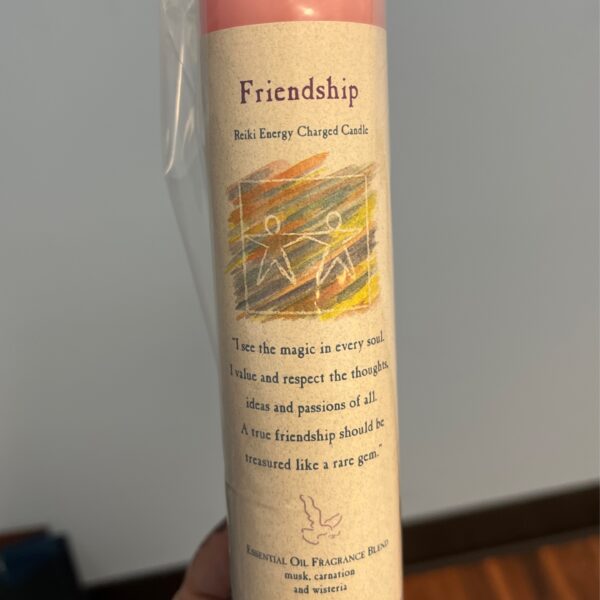 Friendship
Reiki Energy Charged Candle
"I see the magic in every soul.
I value and respect the thoughts,
ideas and passions of all.
A true friendship should be
treasured like a rare gem."
ESSENTIAL OIL FRAGRANCE BLEND
musk, carnation
and wisteria